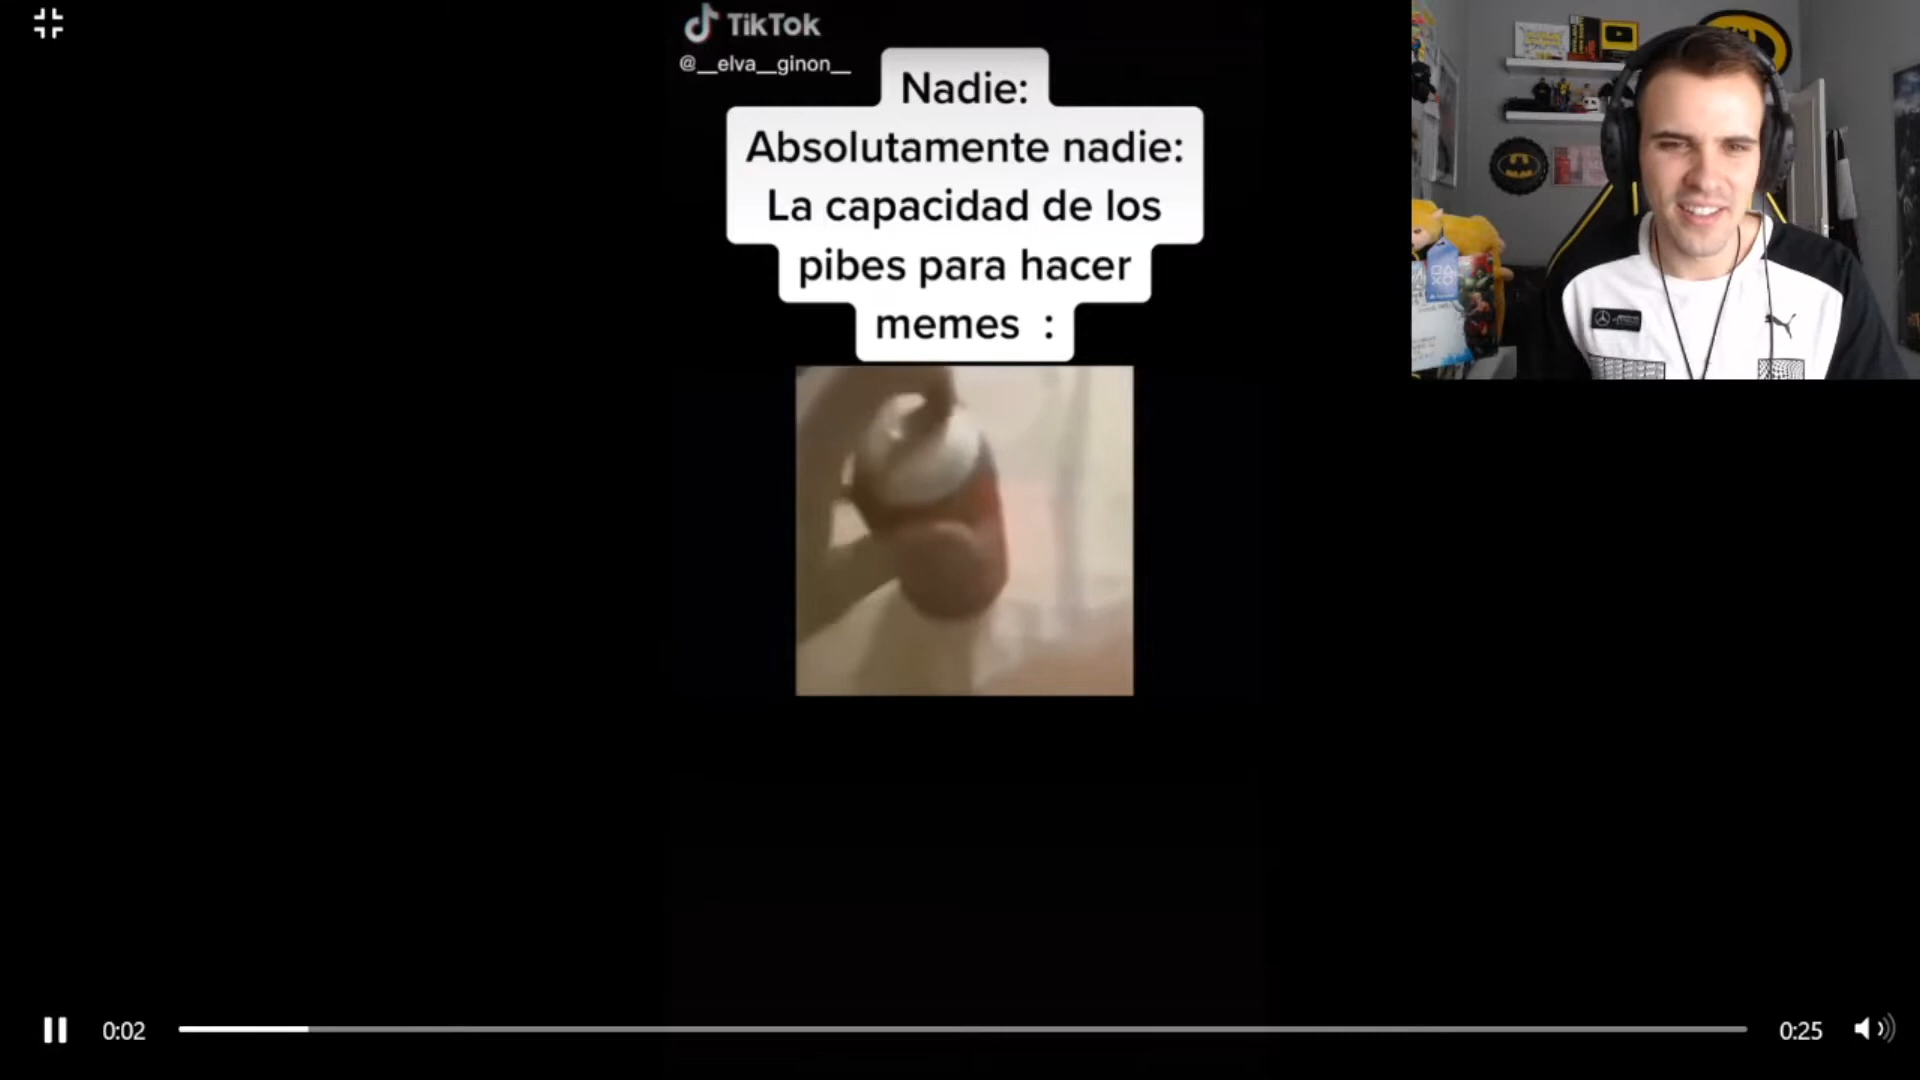 TikTok
@__elva__ginon__
Nadie:
Absolutamente nadie:
La capacidad de los
pibes para hacer
memes :
0:02
0:25